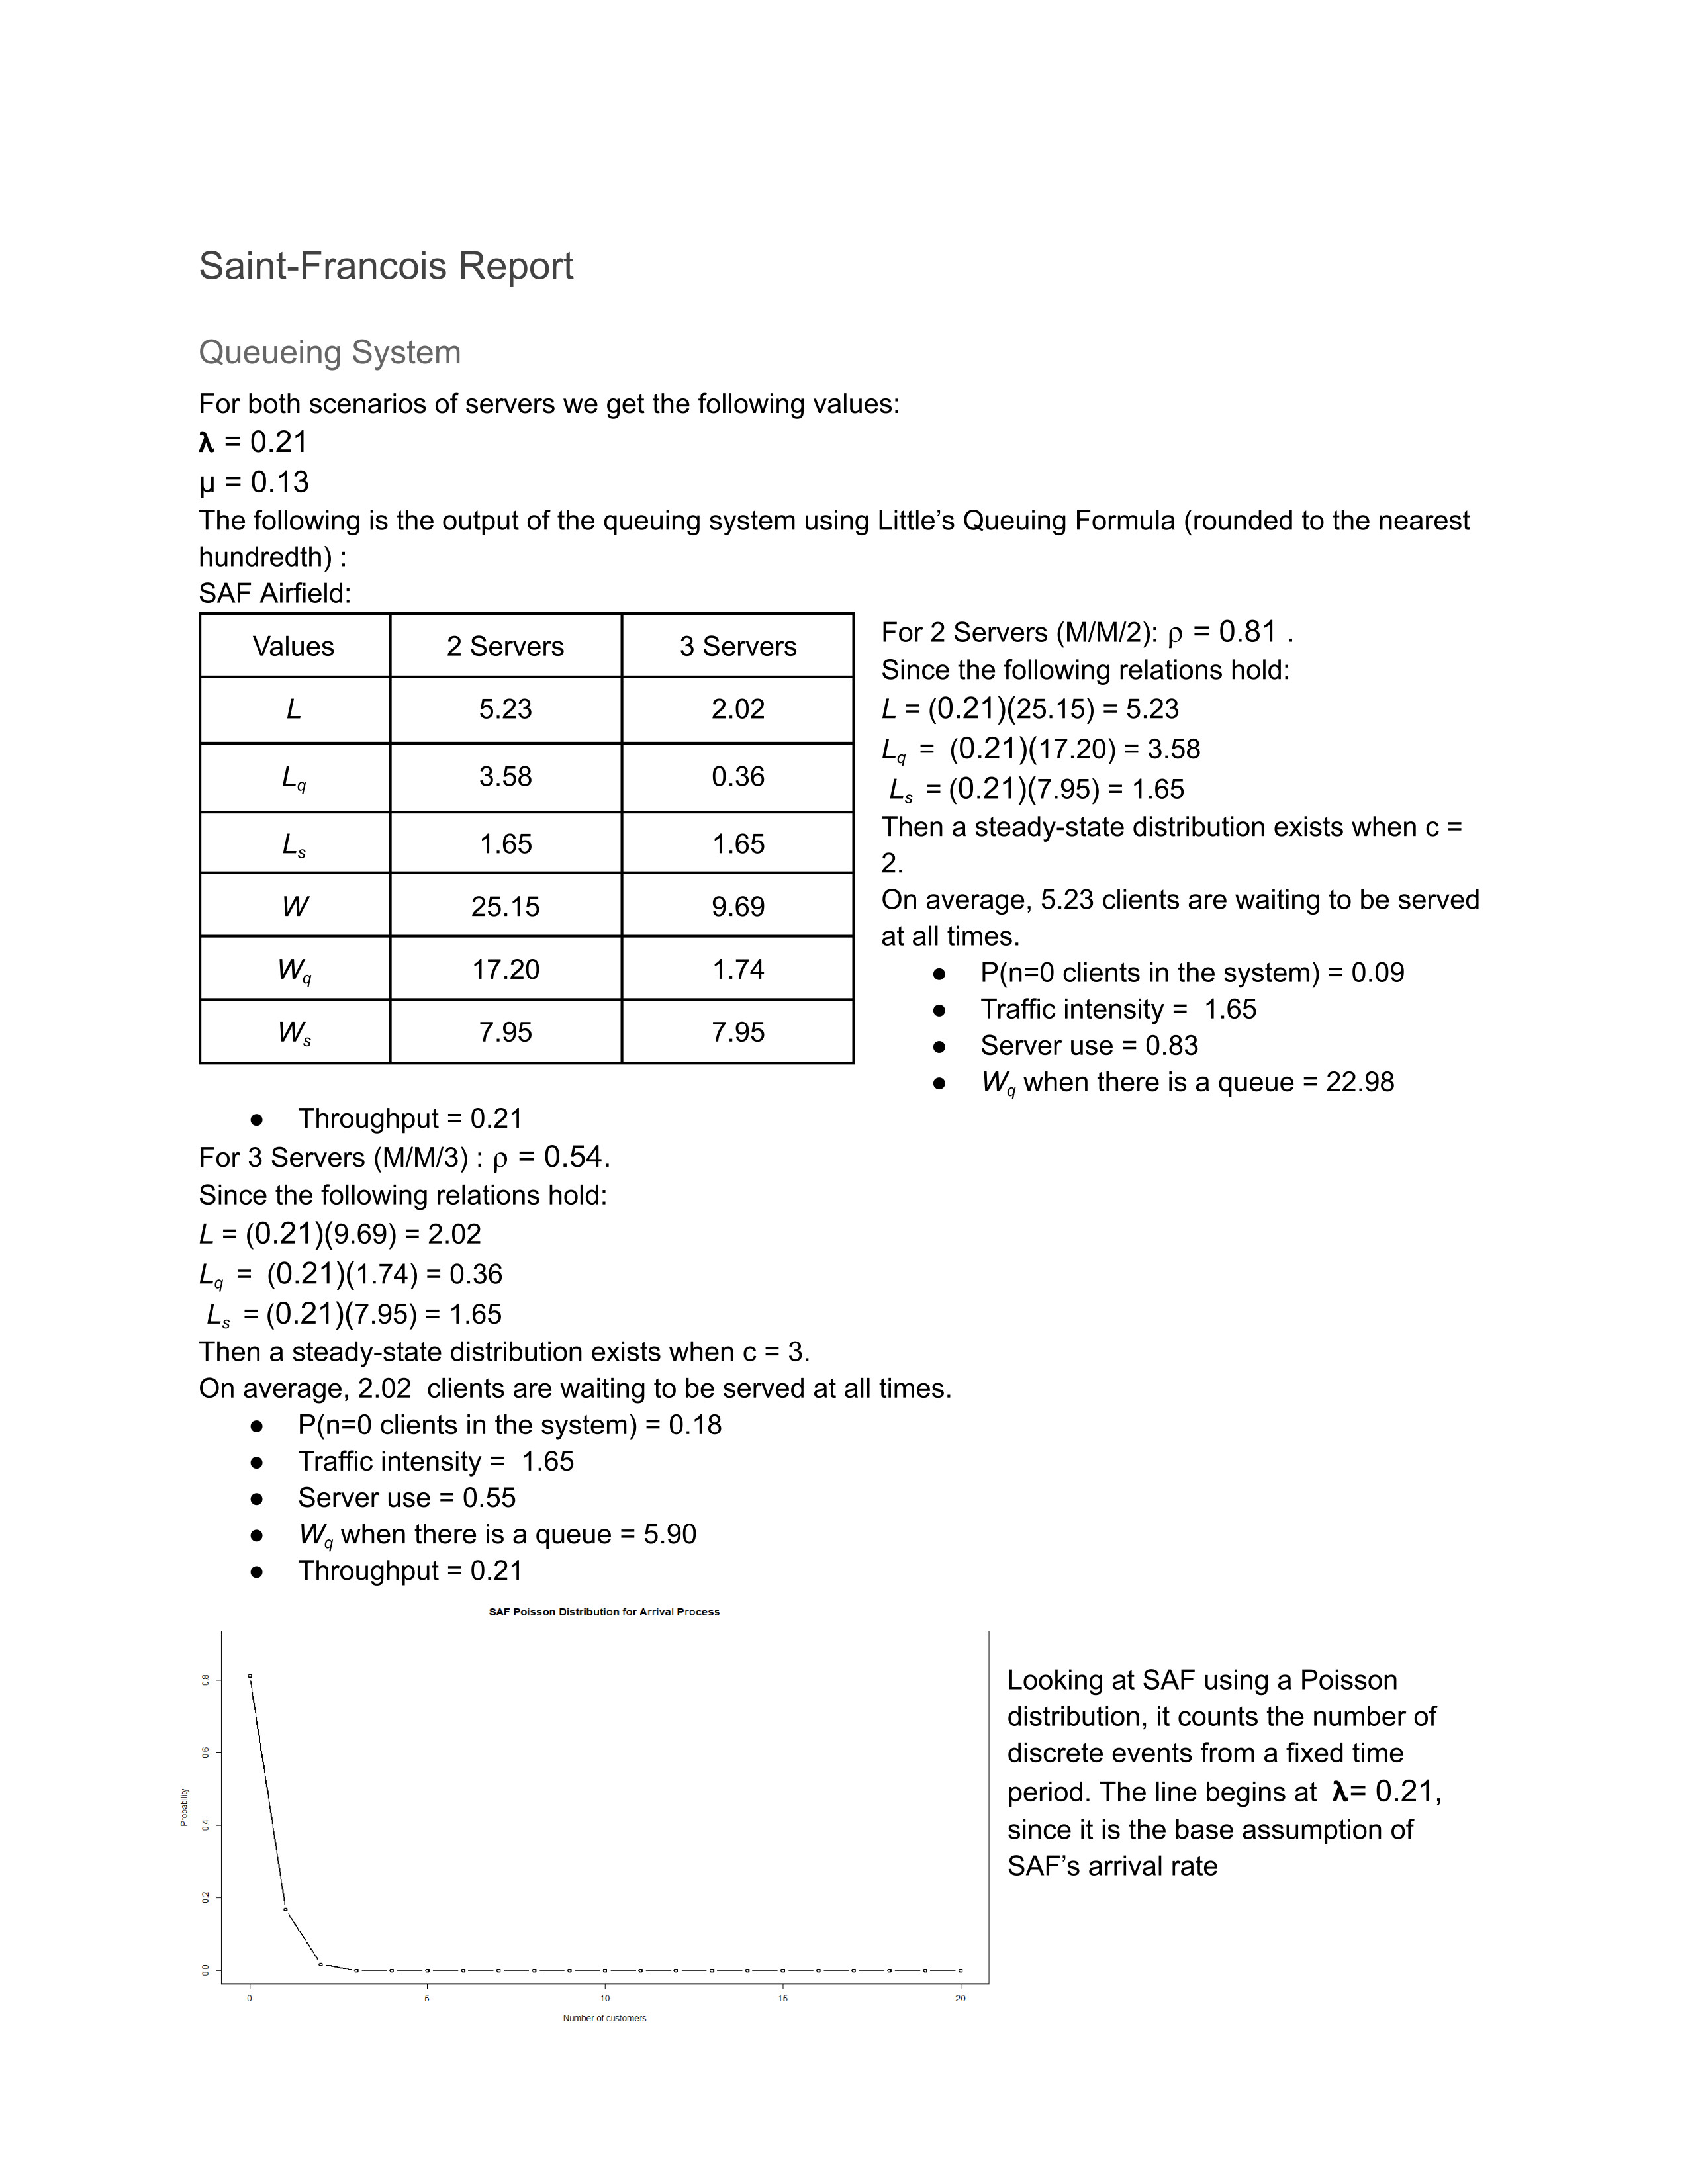 Saint-Francois Report
Queueing System
For both scenarios of servers we get the following values:
λ = 0.21
μ = 0.13
The following is the output of the queuing system using Little’s Queuing Formula (rounded to the nearest
hundredth) :
SAF Airfield:
Values 2 Servers 3 Servers
L 5.23 2.02
Lq 3.58 0.36
Ls 1.65 1.65
W 25.15 9.69
Wq 17.20 1.74
Ws 7.95 7.95
For 2 Servers (M/M/2): ρ = 0.81 .
Since the following relations hold:
L = (0.21)(25.15) = 5.23
Lq = (0.21)(17.20) = 3.58
Ls = (0.21)(7.95) = 1.65
Then a steady-state distribution exists when c =
2.
On average, 5.23 clients are waiting to be served
at all times.
● P(n=0 clients in the system) = 0.09
● Traffic intensity = 1.65
● Server use = 0.83
● Wq when there is a queue = 22.98
● Throughput = 0.21
For 3 Servers (M/M/3) : ρ = 0.54.
Since the following relations hold:
L = (0.21)(9.69) = 2.02
Lq = (0.21)(1.74) = 0.36
Ls = (0.21)(7.95) = 1.65
Then a steady-state distribution exists when c = 3.
On average, 2.02 clients are waiting to be served at all times.
● P(n=0 clients in the system) = 0.18
● Traffic intensity = 1.65
● Server use = 0.55
● Wq when there is a queue = 5.90
● Throughput = 0.21
SAF Poisson Distribution for Arrival Process
Probability
0.8
0.6
0.4
0.2
0.0
0 5 10 15 20
Number of customers
Looking at SAF using a Poisson
distribution, it counts the number of
discrete events from a fixed time
period. The line begins at λ= 0.21,
since it is the base assumption of
SAF’s arrival rate